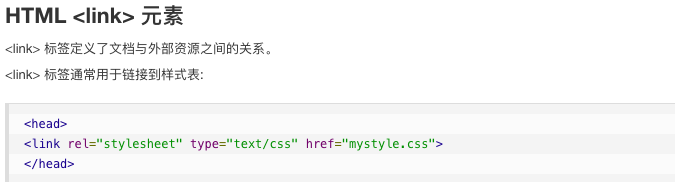 HTML <link> 元素
<link> 标签定义了文档与外部资源之间的关系。
<link> 标签通常用于链接到样式表:
<head>
<link rel="stylesheet" type="text/css" href="mystyle.css">
</head>